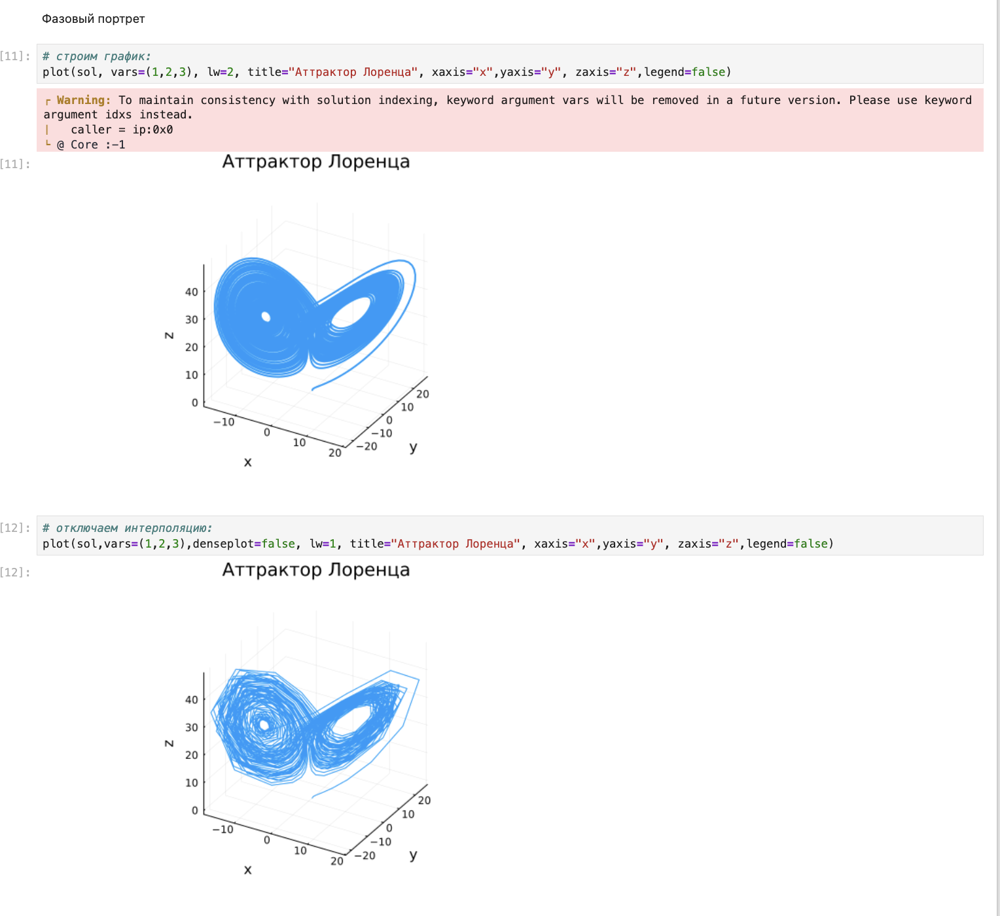 Фазовый портрет
[11]:
# строим график:
plot(sol, vars=(1,2,3), lw=2, title="Аттрактор Лоренца", xaxis="x",yaxis="y", zaxis="z",legend=false)
┌ Warning: To maintain consistency with solution indexing, keyword argument vars will be removed in a future version. Please use keyword
argument idxs instead.
│   caller = ip:0x0
└ @ Core :-1
[11]:
Аттрактор Лоренца
40
30
20
10
0
z
−10
0
10
20
x
−20
−10
0
10
20
y
[12]:
# отключаем интерполяцию:
plot(sol,vars=(1,2,3),denseplot=false, lw=1, title="Аттрактор Лоренца", xaxis="x",yaxis="y", zaxis="z",legend=false)
[12]:
Аттрактор Лоренца
40
30
20
10
0
z
−10
0
10
20
x
−20
−10
0
10
20
y